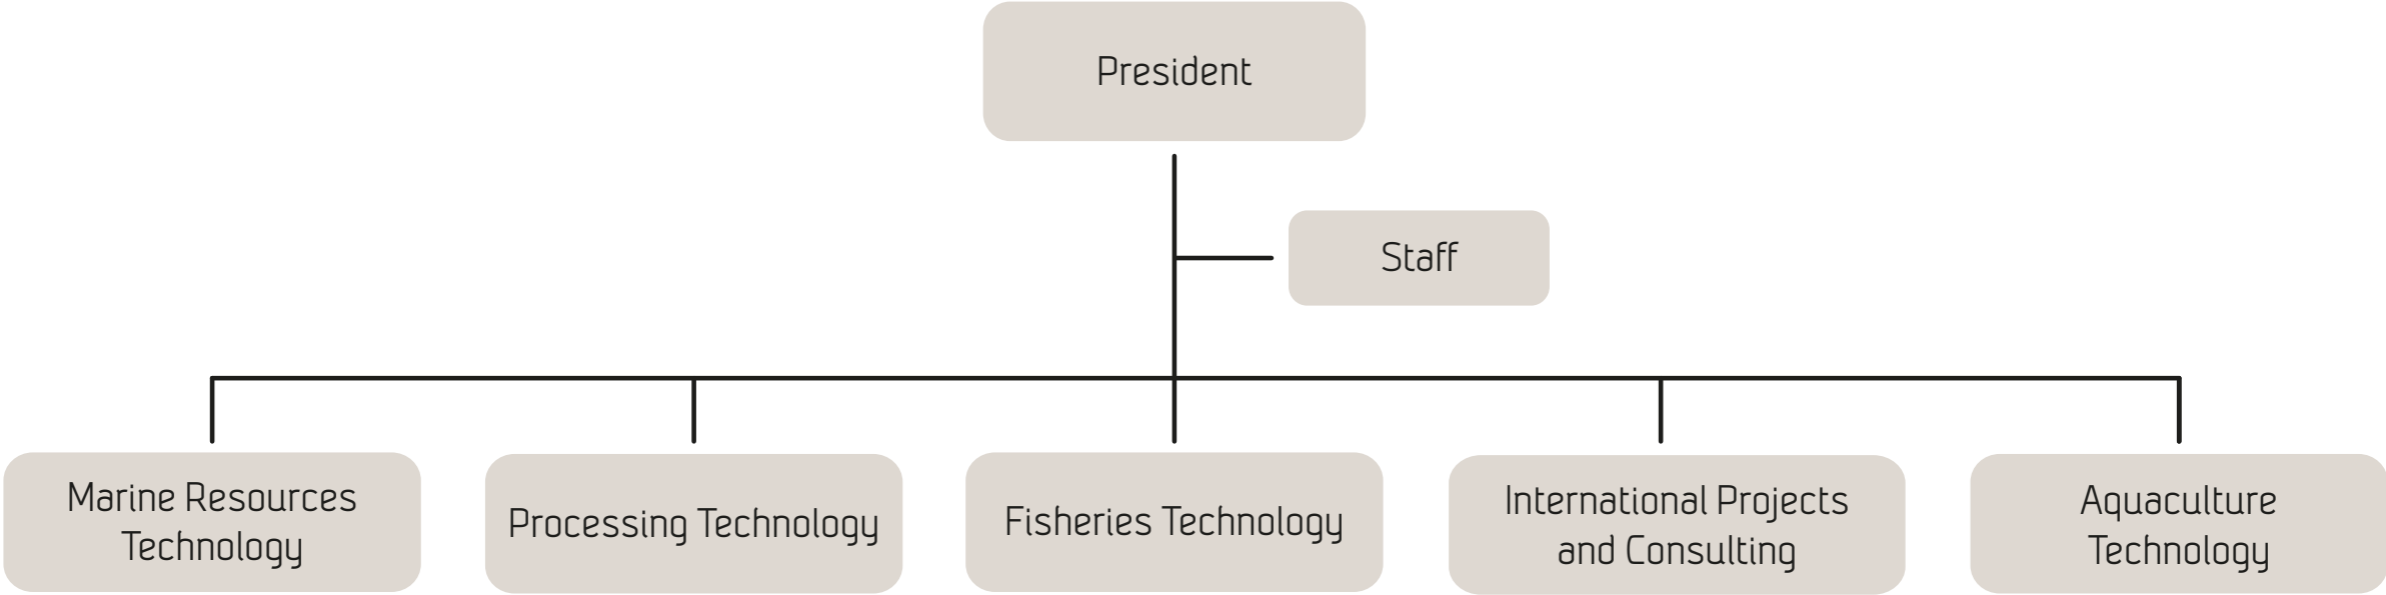 President
Staff
Marine Resources
Technology
Processing Technology
Fisheries Technology
International Projects
and Consulting
Aquaculture
Technology